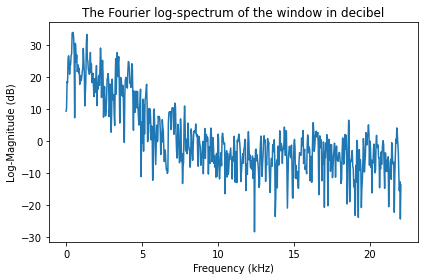 The Fourier log-spectrum of the window in decibel
Log-Magnitude (dB)
30
20
10
0
−10
−20
−30
0 5 10 15 20
Frequency (kHz)